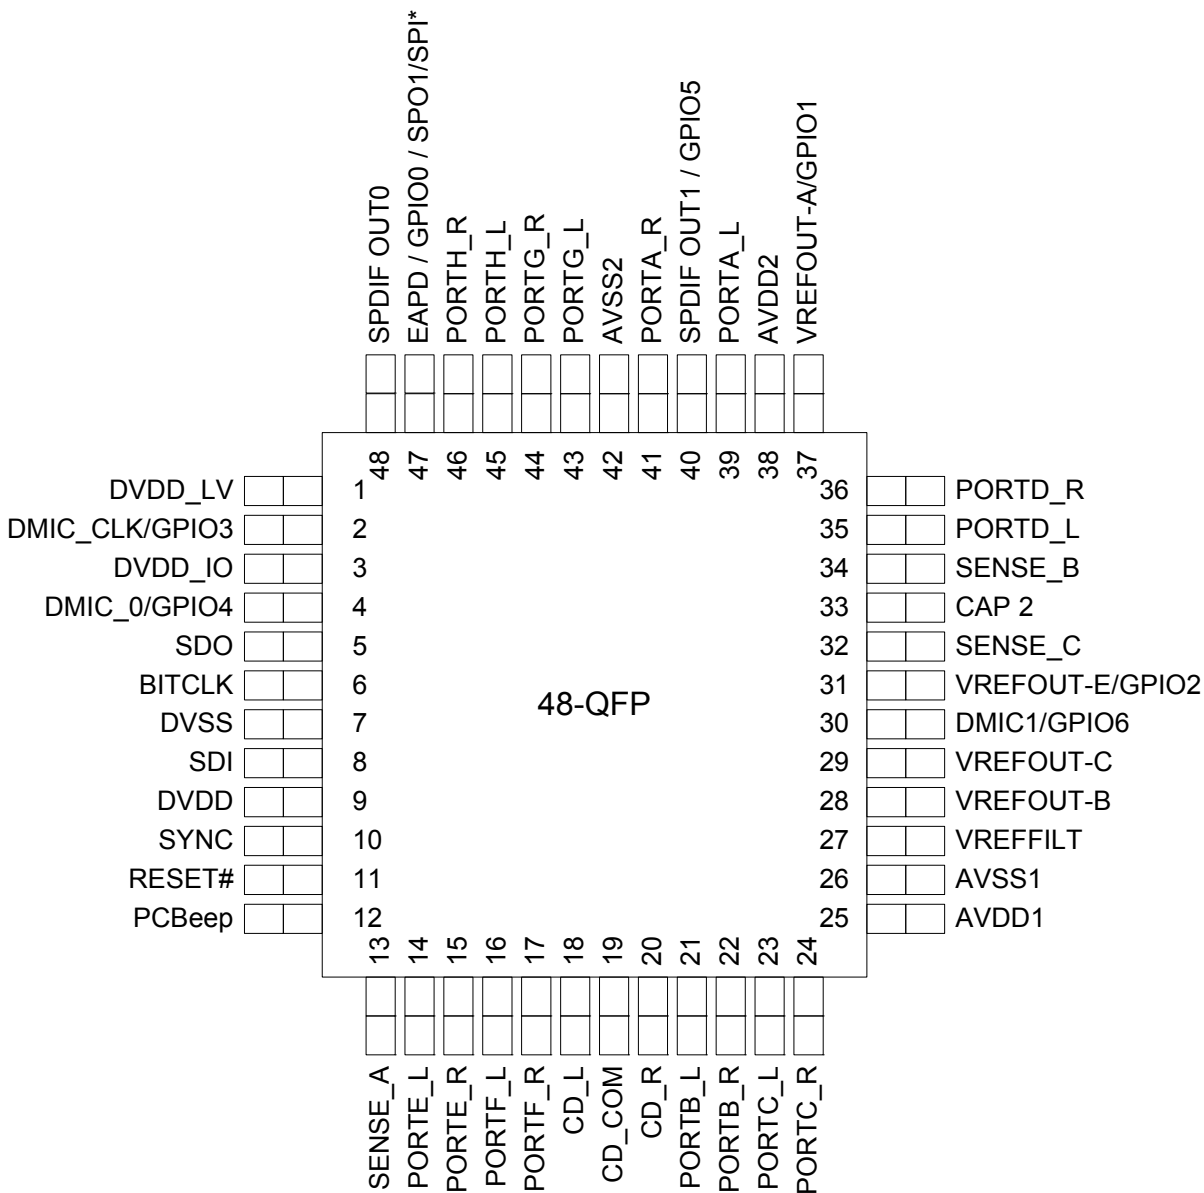 SPDIF OUT0
EAPD / GPIO0 / SPO1/SPI*
PORTH_R
PORTH_L
PORTG_R
PORTG_L
AVSS2
PORTA_R
SPDIF OUT1 / GPIO5
PORTA_L
AVDD2
VREFOUT-A/GPIO1
48
47
46
45
44
43
42
41
40
39
38
37
DVDD_LV 1
DMIC_CLK/GPIO3 2
DVDD_IO 3
DMIC_0/GPIO4 4
SDO 5
BITCLK 6
DVSS 7
SDI 8
DVDD 9
SYNC 10
RESET# 11
PCBeep 12
48-QFP
36 PORTD_R
35 PORTD_L
34 SENSE_B
33 CAP 2
32 SENSE_C
31 VREFOUT-E/GPIO2
30 DMIC1/GPIO6
29 VREFOUT-C
28 VREFOUT-B
27 VREFFILT
26 AVSS1
25 AVDD1
13
14
15
16
17
18
19
20
21
22
23
24
SENSE_A
PORTE_L
PORTE_R
PORTF_L
PORTF_R
CD_L
CD_COM
CD_R
PORTB_L
PORTB_R
PORTC_L
PORTC_R